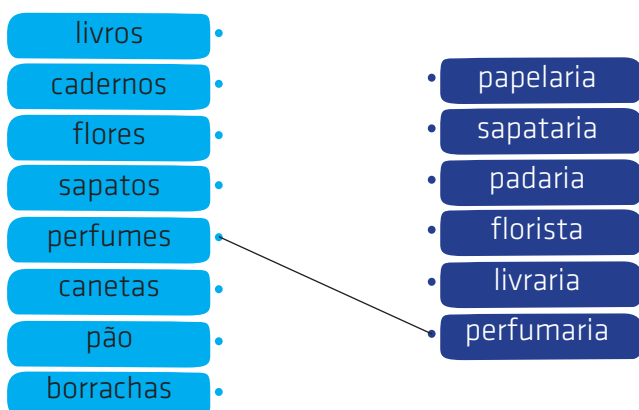 livros
cadernos
flores
sapatos
perfumes
canetas
pão
borrachas
papelaria
sapataria
padaria
florista
livraria
perfumaria